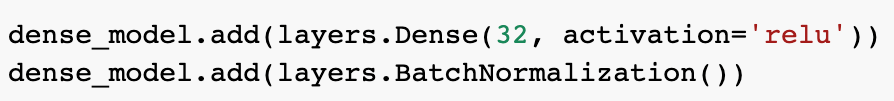 dense_model.add(layers.Dense(32, activation='relu'))
dense_model.add(layers.BatchNormalization())